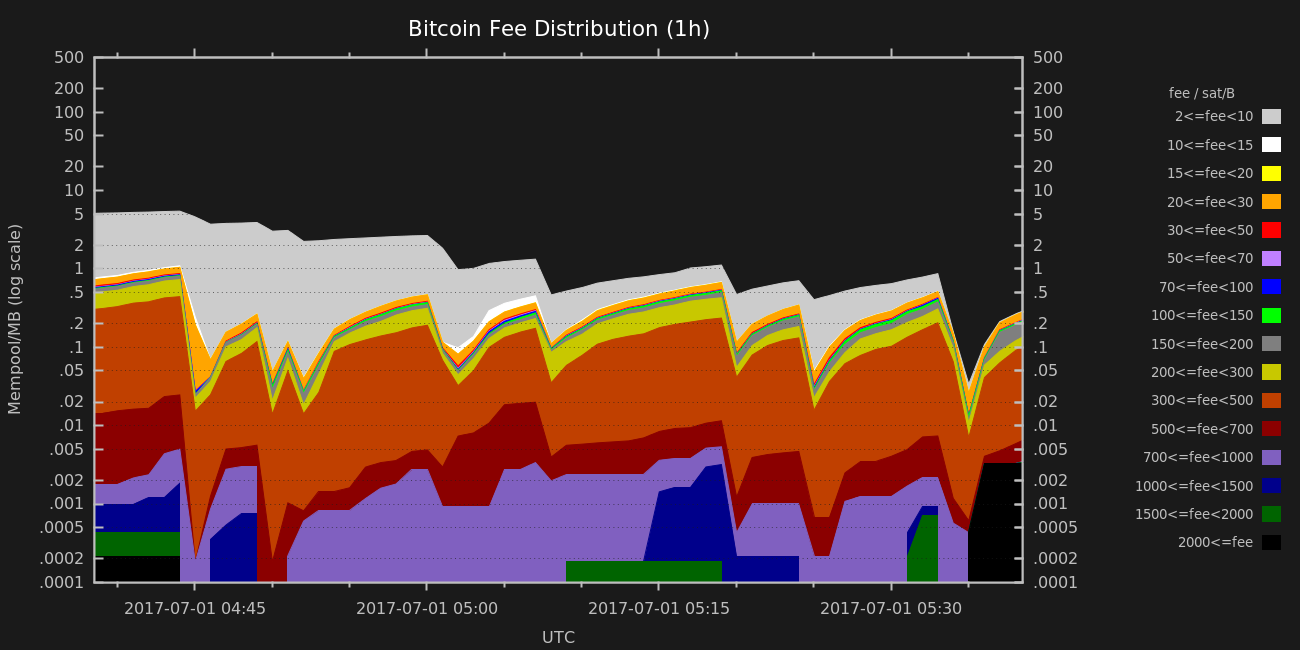 Bitcoin Fee Distribution (1h)
500
200
100
50
20
10
5
2
1
.5
.2
.1
.05
.02
.01
.005
.002
.001
.0005
.0002
.0001
Mempool/MB (log scale)
500
200
100
50
20
10
5
2
1
.5
.2
.1
.05
.02
.01
.005
.002
.001
.0005
.0002
.0001
2017-07-01 04:45
2017-07-01 05:00
2017-07-01 05:15
2017-07-01 05:30
UTC
fee / sat/B
2<=fee<10
10<=fee<15
15<=fee<20
20<=fee<30
30<=fee<50
50<=fee<70
70<=fee<100
100<=fee<150
150<=fee<200
200<=fee<300
300<=fee<500
500<=fee<700
700<=fee<1000
1000<=fee<1500
1500<=fee<2000
2000<=fee